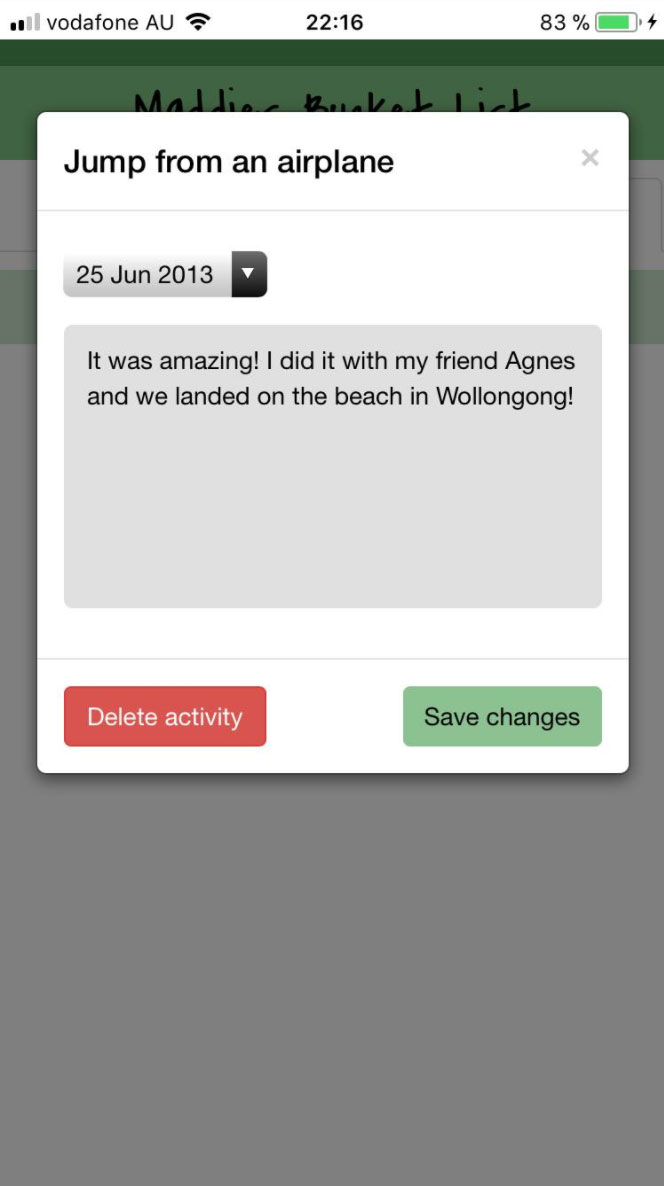 vodafone AU 22:16 83 %
Maddies Bucket List
Jump from an airplane ×
25 Jun 2013
It was amazing! I did it with my friend Agnes
and we landed on the beach in Wollongong!
Delete activity Save changes